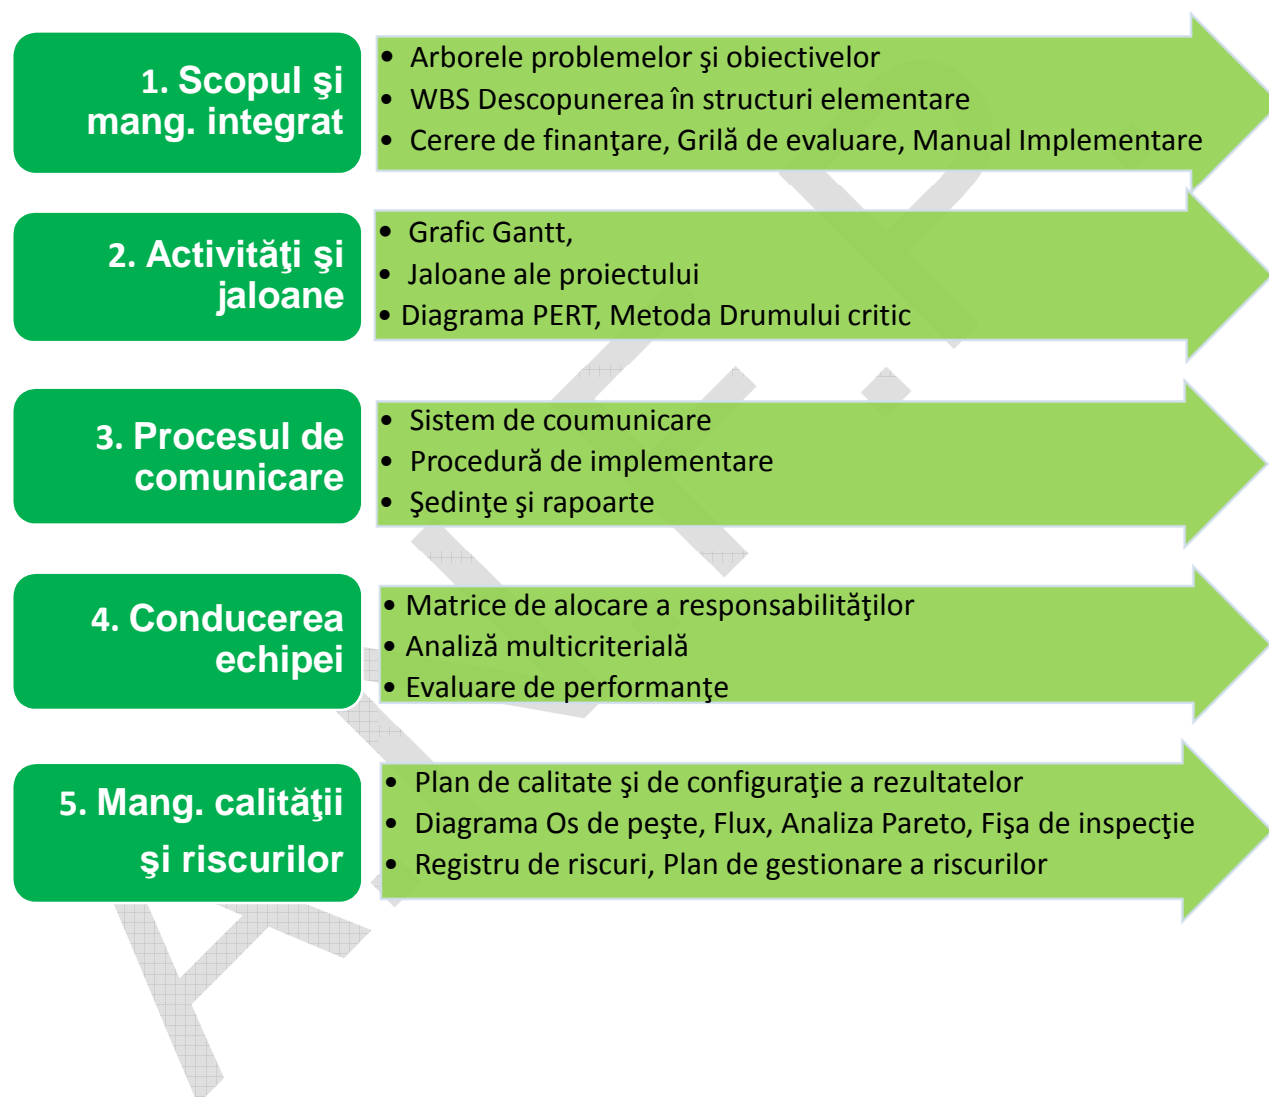 1. Scopul şi
mang. integrat
• Arborele problemelor şi obiectivelor
• WBS Descopunerea în structuri elementare
• Cerere de finanţare, Grilă de evaluare, Manual Implementare
2. Activităţi şi
jaloane
• Grafic Gantt,
• Jaloane ale proiectului
• Diagrama PERT, Metoda Drumului critic
3. Procesul de
comunicare
• Sistem de coumunicare
• Procedură de implementare
• Şedinţe şi rapoarte
4. Conducerea
echipei
• Matrice de alocare a responsabilităţilor
• Analiză multicriterială
• Evaluare de performanţe
5. Mang. calităţii
şi riscurilor
• Plan de calitate şi de configuraţie a rezultatelor
• Diagrama Os de peşte, Flux, Analiza Pareto, Fişa de inspecţie
• Registru de riscuri, Plan de gestionare a riscurilor